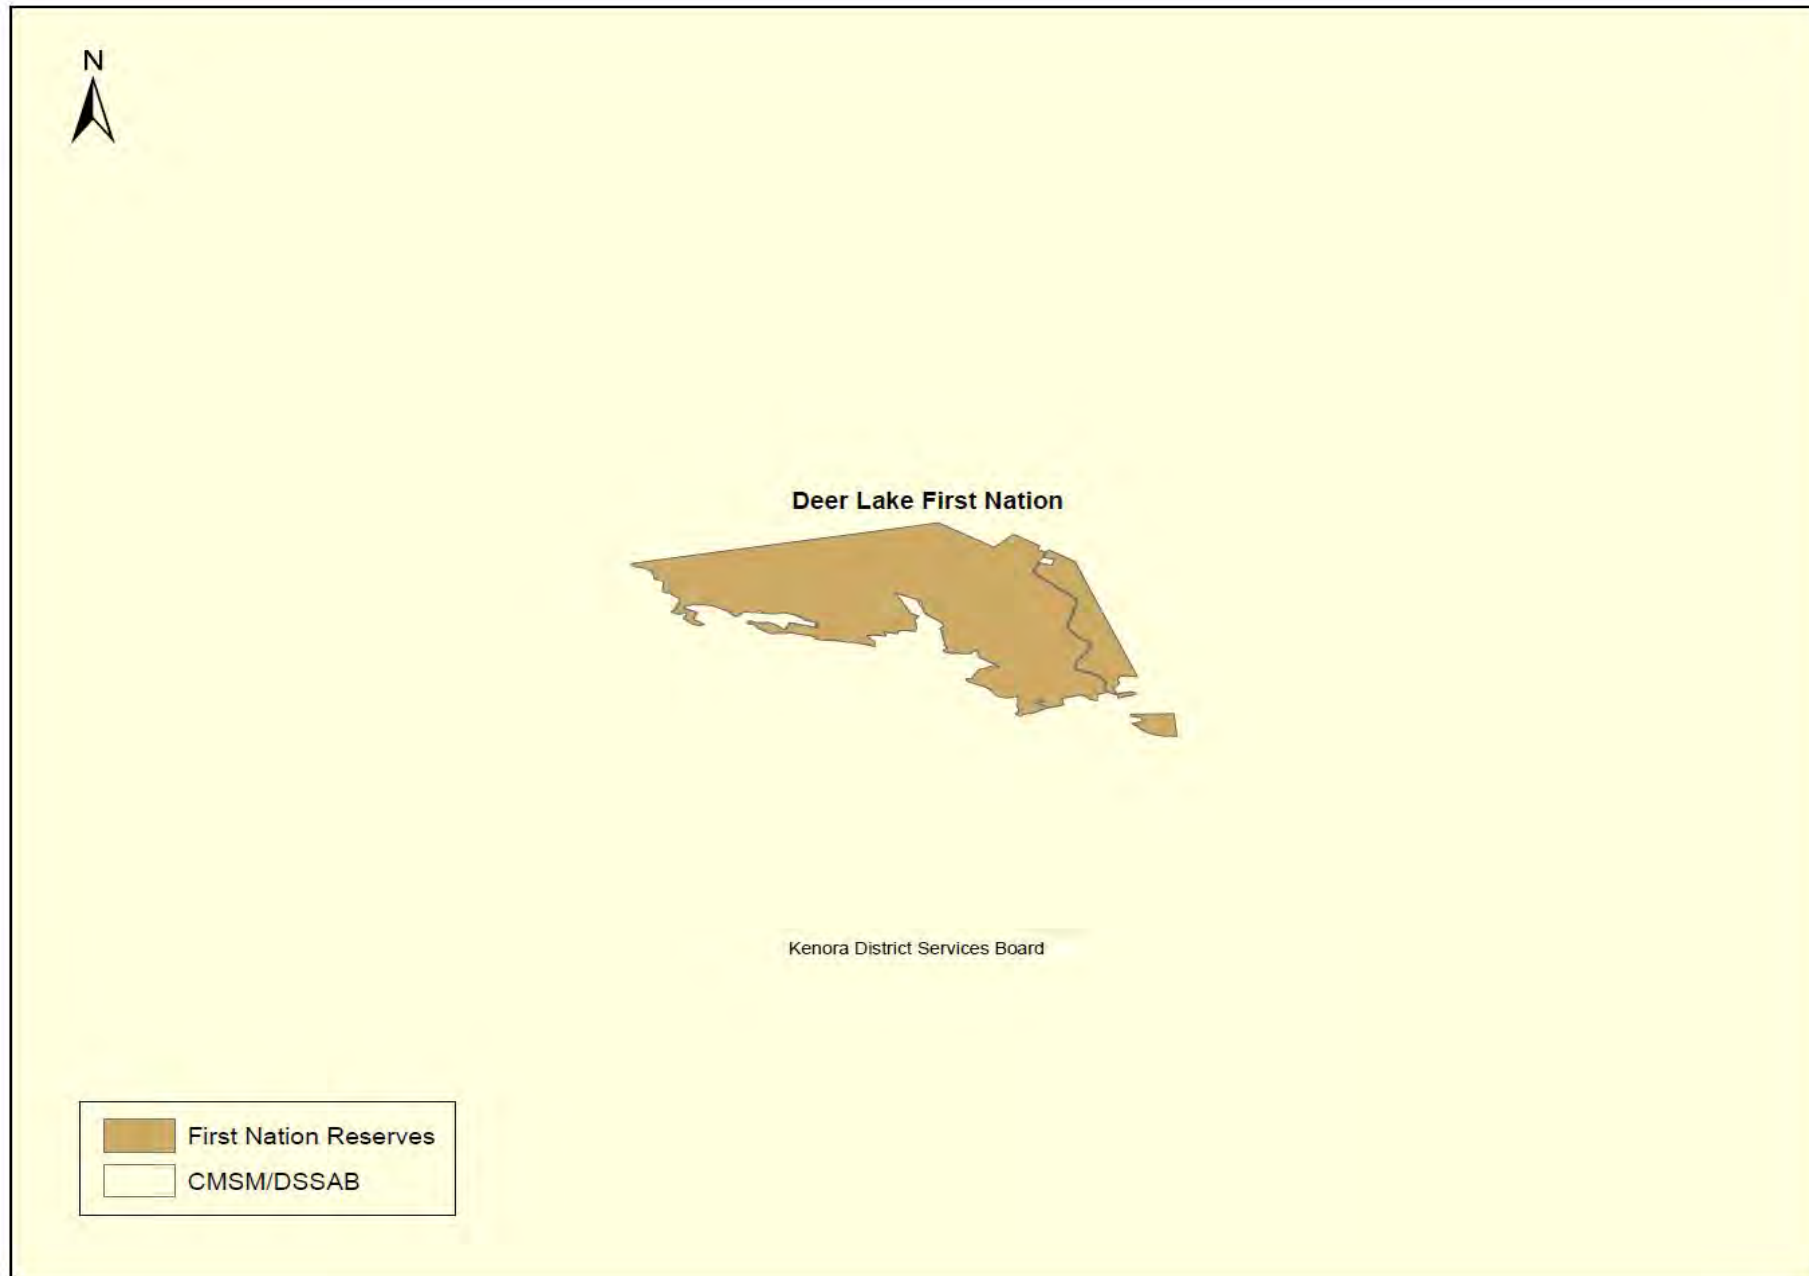 N
Deer Lake First Nation
Kenora District Services Board
First Nation Reserves
CMSM/DSSAB